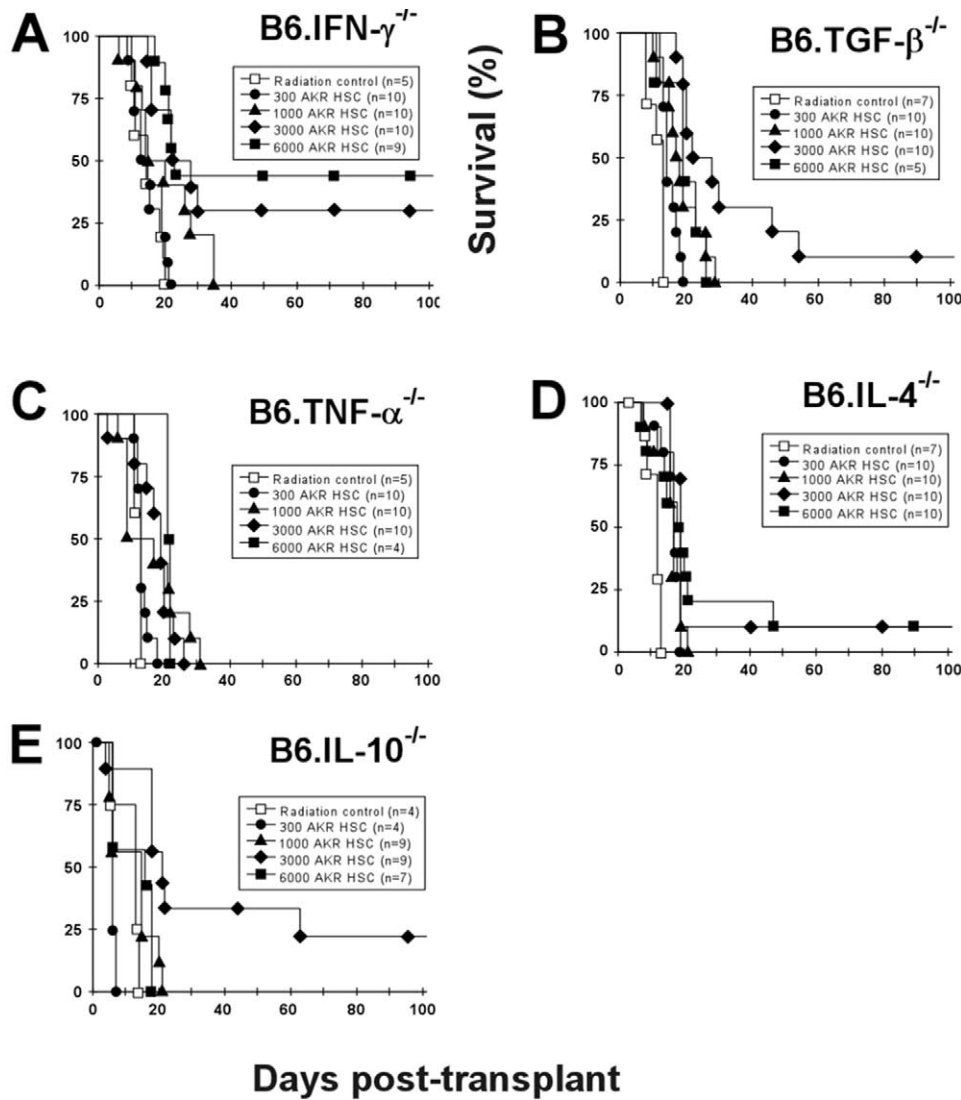 A
B6.IFN-γ-/-
100
75
50
25
0
Radiation control (n=5)
300 AKR HSC (n=10)
1000 AKR HSC (n=10)
3000 AKR HSC (n=10)
6000 AKR HSC (n=9)
0 20 40 60 80 100
Survival (%)
B
B6.TGF-β-/-
100
75
50
25
0
Radiation control (n=7)
300 AKR HSC (n=10)
1000 AKR HSC (n=10)
3000 AKR HSC (n=10)
6000 AKR HSC (n=5)
0 20 40 60 80 100
C
B6.TNF-α-/-
100
75
50
25
0
Radiation control (n=5)
300 AKR HSC (n=10)
1000 AKR HSC (n=10)
3000 AKR HSC (n=10)
6000 AKR HSC (n=4)
0 20 40 60 80 100
D
B6.IL-4-/-
100
75
50
25
0
Radiation control (n=7)
300 AKR HSC (n=10)
1000 AKR HSC (n=10)
3000 AKR HSC (n=10)
6000 AKR HSC (n=10)
0 20 40 60 80 100
E
B6.IL-10-/-
100
75
50
25
0
Radiation control (n=4)
300 AKR HSC (n=4)
1000 AKR HSC (n=9)
3000 AKR HSC (n=9)
6000 AKR HSC (n=7)
0 20 40 60 80 100
Days post-transplant